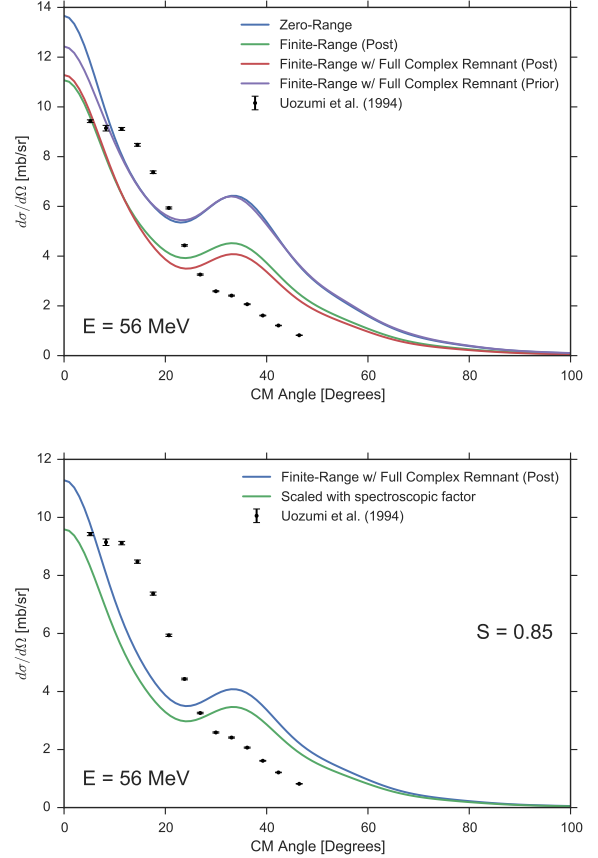 14
12
10
8
6
4
2
0
dσ/dΩ [mb/sr]
Zero-Range
Finite-Range (Post)
Finite-Range w/ Full Complex Remnant (Post)
Finite-Range w/ Full Complex Remnant (Prior)
Uozumi et al. (1994)
E = 56 MeV
0 20 40 60 80 100
CM Angle [Degrees]
12
10
8
6
4
2
0
dσ/dΩ [mb/sr]
Finite-Range w/ Full Complex Remnant (Post)
Scaled with spectroscopic factor
Uozumi et al. (1994)
S = 0.85
E = 56 MeV
0 20 40 60 80 100
CM Angle [Degrees]